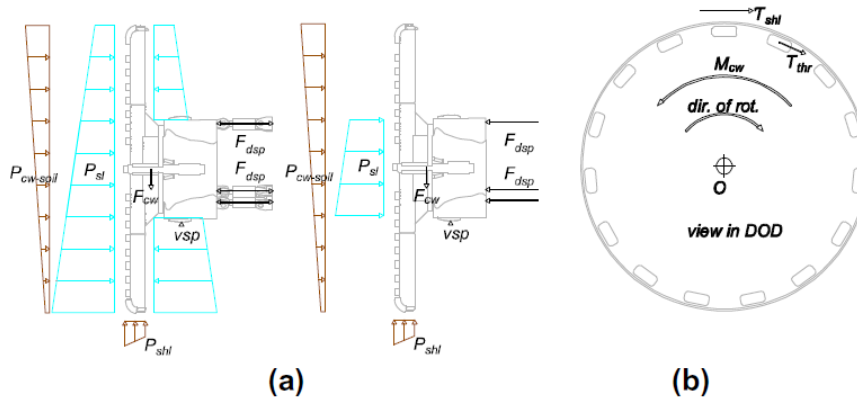 P_cw-spil
P_sl
F_cw
F_dsp
F_dsp
vsp
P_shl
P_cw-spil
P_sl
F_cw
F_dsp
F_dsp
vsp
P_shl
(a)
T_shl
T_thr
M_cw
dir. of rot.
O
view in DOD
(b)